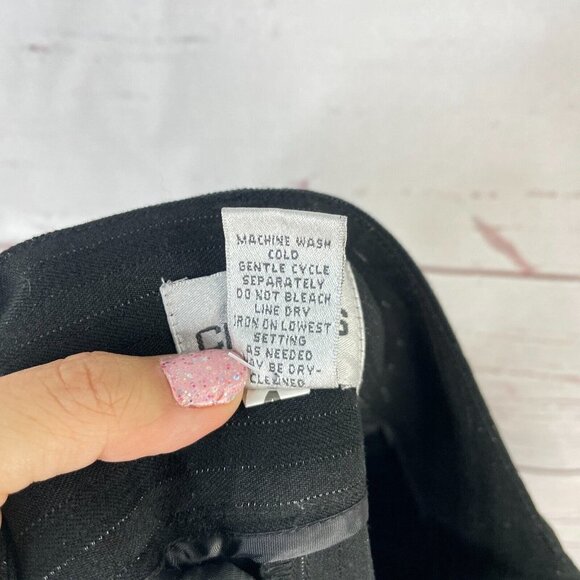 MACHINE WASH
COLD
GENTLE CYCLE
SEPARATELY
DO NOT BLEACH
LINE DRY
IRON ON LOWEST
SETTING
AS NEEDED
MAY BE DRY-
CLEANED